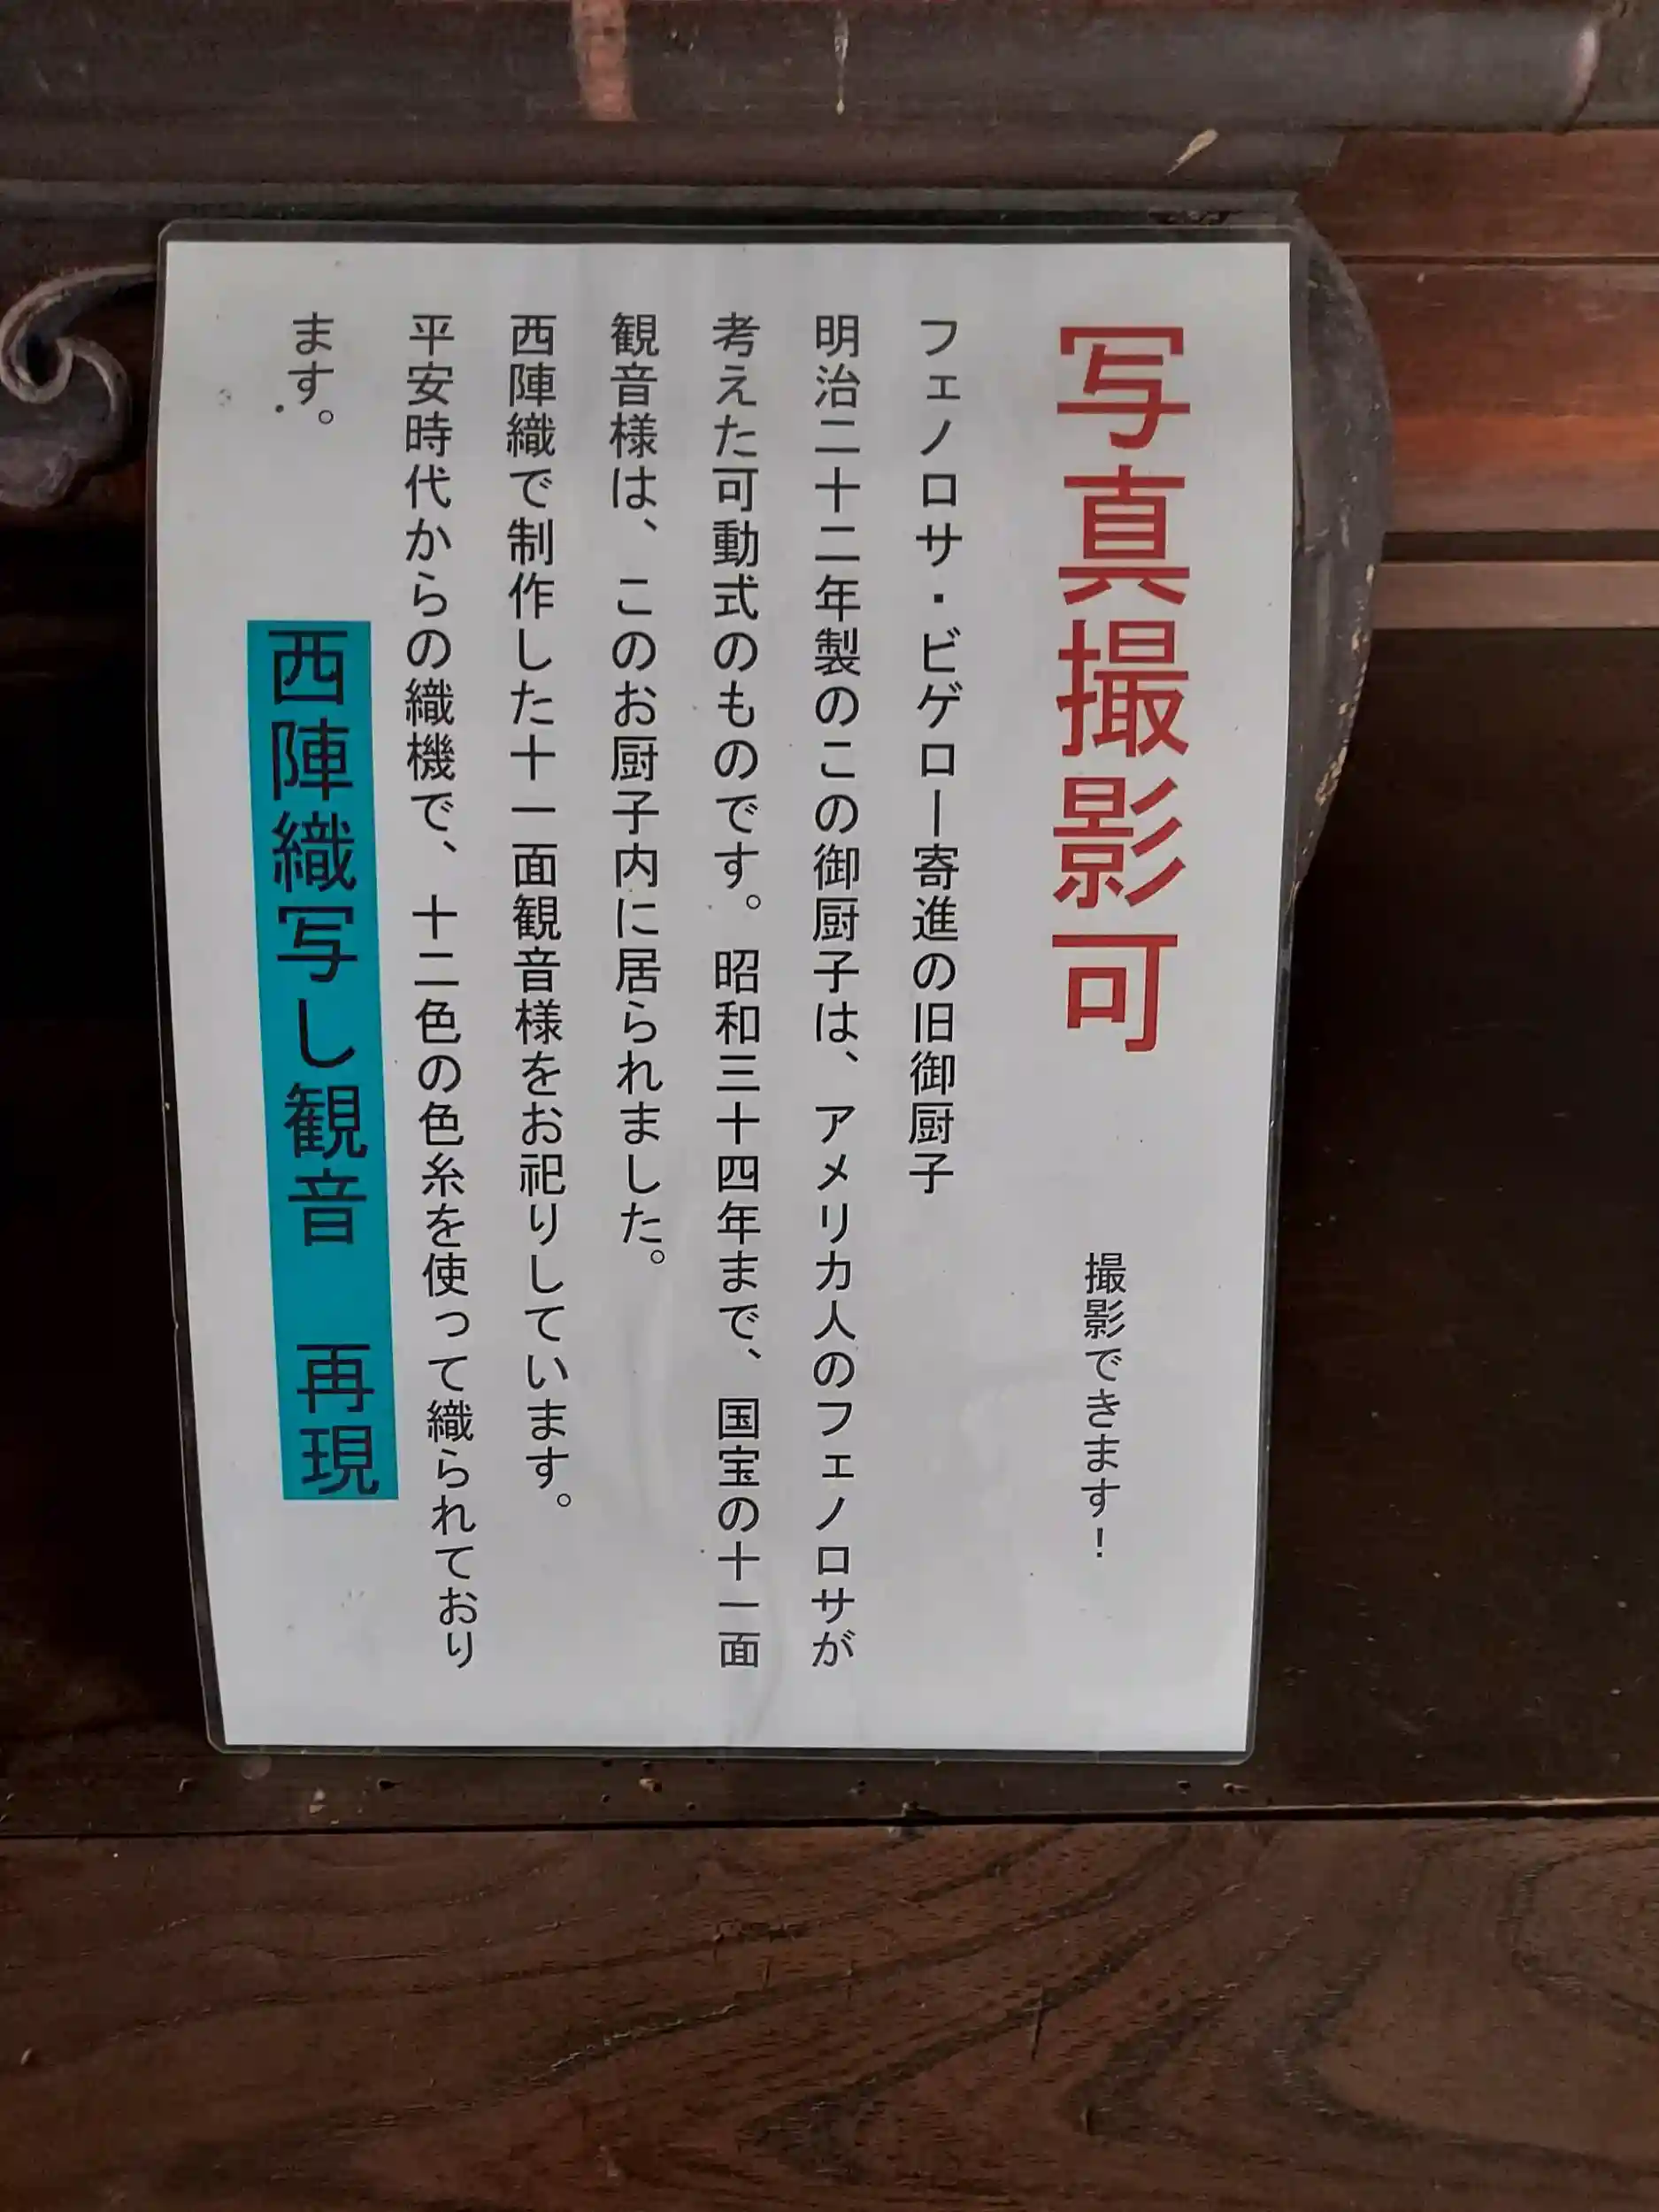 写真撮影可
撮影できます!
フェノロサ・ビゲロー寄進の旧御厨子
明治二十二年製のこの御厨子は、アメリカ人のフェノロサが
考えた可動式のものです。昭和三十四年まで、国宝の十一面
観音様は、このお厨子内に居られました。
西陣織で制作した十一面観音様をお祀りしています。
平安時代からの織機で、十二色の色糸を使って織られており
ます。
西陣織写し観音　再現